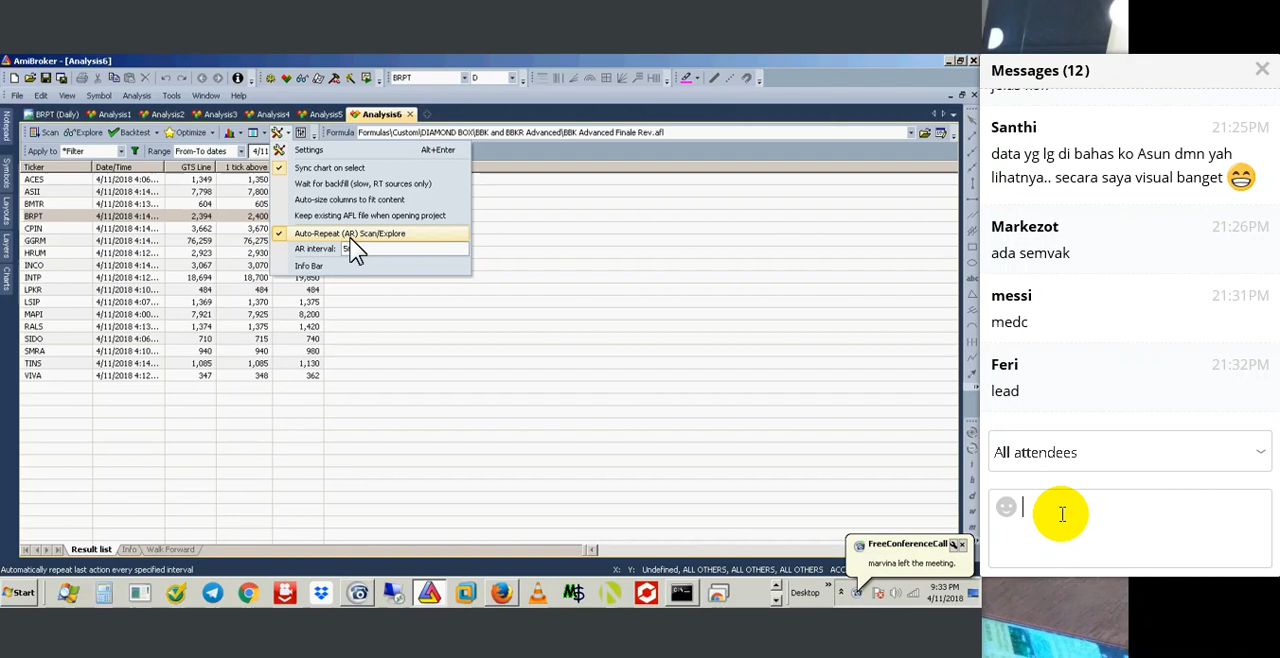 AmiBroker - [Analysis6]
BRPT D
File Edit View Symbol Analysis Tools Window Help
BRPT (Daily) Analysis1 Analysis2 Analysis3 Analysis4 Analysis5 Analysis6
Scan Explore Backtest Optimize Formula Formulas\Custom\DIAMOND BOX\BBK and BBKR Advanced\BBK Advanced Finale Rev.afl
Apply to *Filter Range From-To dates 4/11
Settings Alt+Enter
Sync chart on select
Wait for backfill (slow, RT sources only)
Auto-size columns to fit content
Keep existing AFL file when opening project
Auto-Repeat (AR) Scan/Explore
AR interval:
Info Bar
Notepad
Symbols
Layouts
Layers
Charts
Ticker Date/Time GTS Line 1 tick above
ACES 4/11/2018 4:06... 1,349 1,350
ASII 4/11/2018 4:14... 7,798 7,800
BMTR 4/11/2018 4:14... 604 605
BRPT 4/11/2018 4:14... 2,394 2,400
CPIN 4/11/2018 4:14... 3,662 3,670
GGRM 4/11/2018 4:14... 76,259 76,275
HRUM 4/11/2018 4:12... 2,923 2,930
INCO 4/11/2018 4:14... 3,067 3,070
INTP 4/11/2018 4:12... 18,694 18,700 19,850
LPKR 4/11/2018 4:10... 484 484 484
LSIP 4/11/2018 4:07... 1,369 1,370 1,375
MAPI 4/11/2018 4:00... 7,921 7,925 8,200
RALS 4/11/2018 4:13... 1,374 1,375 1,420
SIDO 4/11/2018 4:06... 710 715 740
SMRA 4/11/2018 4:10... 940 940 980
TINS 4/11/2018 4:14... 1,085 1,085 1,130
VIVA 4/11/2018 4:12... 347 348 362
Result list Info Walk Forward
Automatically repeat last action every specified interval
X: Y: Undefined, ALL OTHERS, ALL OTHERS
FreeConferenceCall
marvina left the meeting.
Start Desktop 9:33 PM
4/11/2018
Messages (12)
Santhi 21:25PM
data yg lg di bahas ko Asun dmn yah
lihatnya.. secara saya visual banget
Markezot 21:26PM
ada semvak
messi 21:31PM
medc
Feri 21:32PM
lead
All attendees